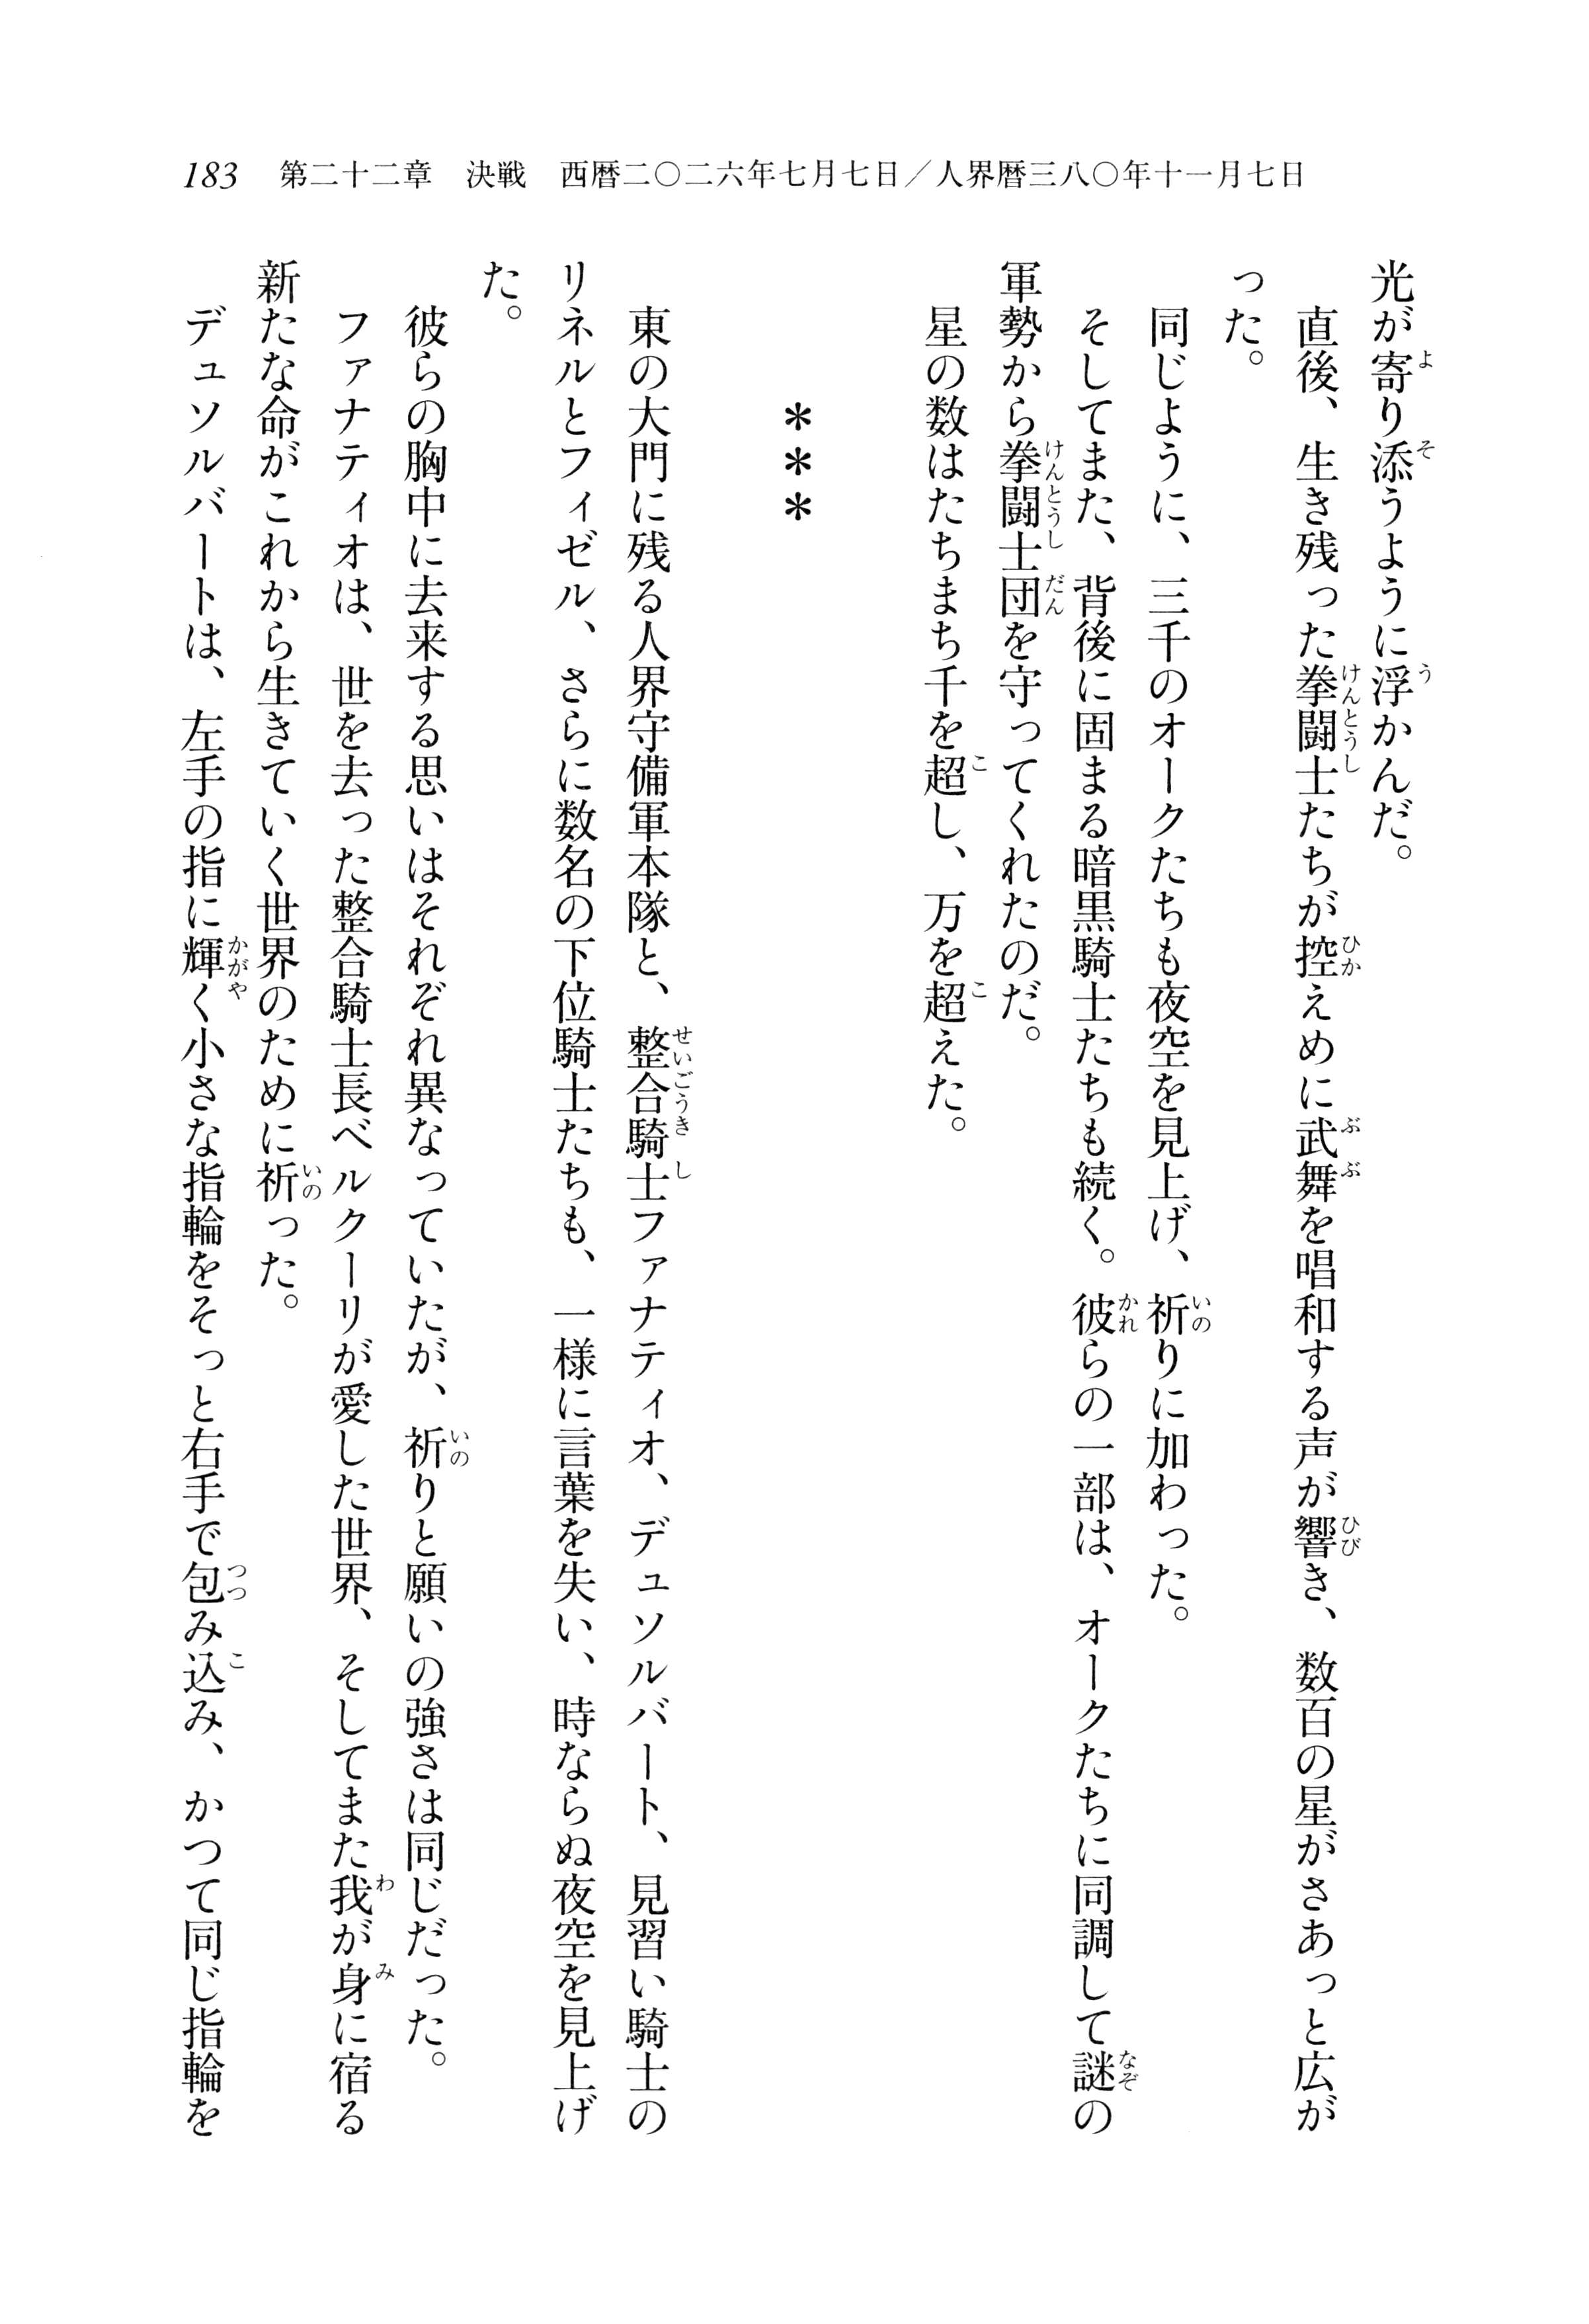 183 第二十二章 決戦 西暦二〇二六年七月七日／人界暦三八〇年十一月七日
光が寄り添うように浮かんだ。
直後、生き残った拳闘士たちが控えめに武舞を唱和する声が響き、数百の星がさあっと広が
った。
同じように、三千のオークたちも夜空を見上げ、祈りに加わった。
そしてまた、背後に固まる暗黒騎士たちも続く。彼らの一部は、オークたちに同調して謎の
軍勢から拳闘士団を守ってくれたのだ。
星の数はたちまち千を超し、万を超えた。
＊＊＊
東の大門に残る人界守備軍本隊と、整合騎士ファナティオ、デュソルバート、見習い騎士の
リネルとフィゼル、さらに数名の下位騎士たちも、一様に言葉を失い、時ならぬ夜空を見上げ
た。
彼らの胸中に去来する思いはそれぞれ異なっていたが、祈りと願いの強さは同じだった。
ファナティオは、世を去った整合騎士長ベルクーリが愛した世界、そしてまた我が身に宿る
新たな命がこれから生きていく世界のために祈った。
デュソルバートは、左手の指に輝く小さな指輪をそっと右手で包み込み、かつて同じ指輪を